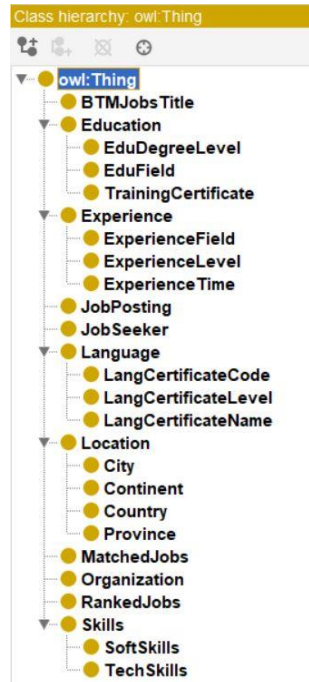 Class hierarchy: owl:Thing
owl:Thing
BTMJobsTitle
Education
EduDegreeLevel
EduField
TrainingCertificate
Experience
ExperienceField
ExperienceLevel
ExperienceTime
JobPosting
JobSeeker
Language
LangCertificateCode
LangCertificateLevel
LangCertificateName
Location
City
Continent
Country
Province
MatchedJobs
Organization
RankedJobs
Skills
SoftSkills
TechSkills